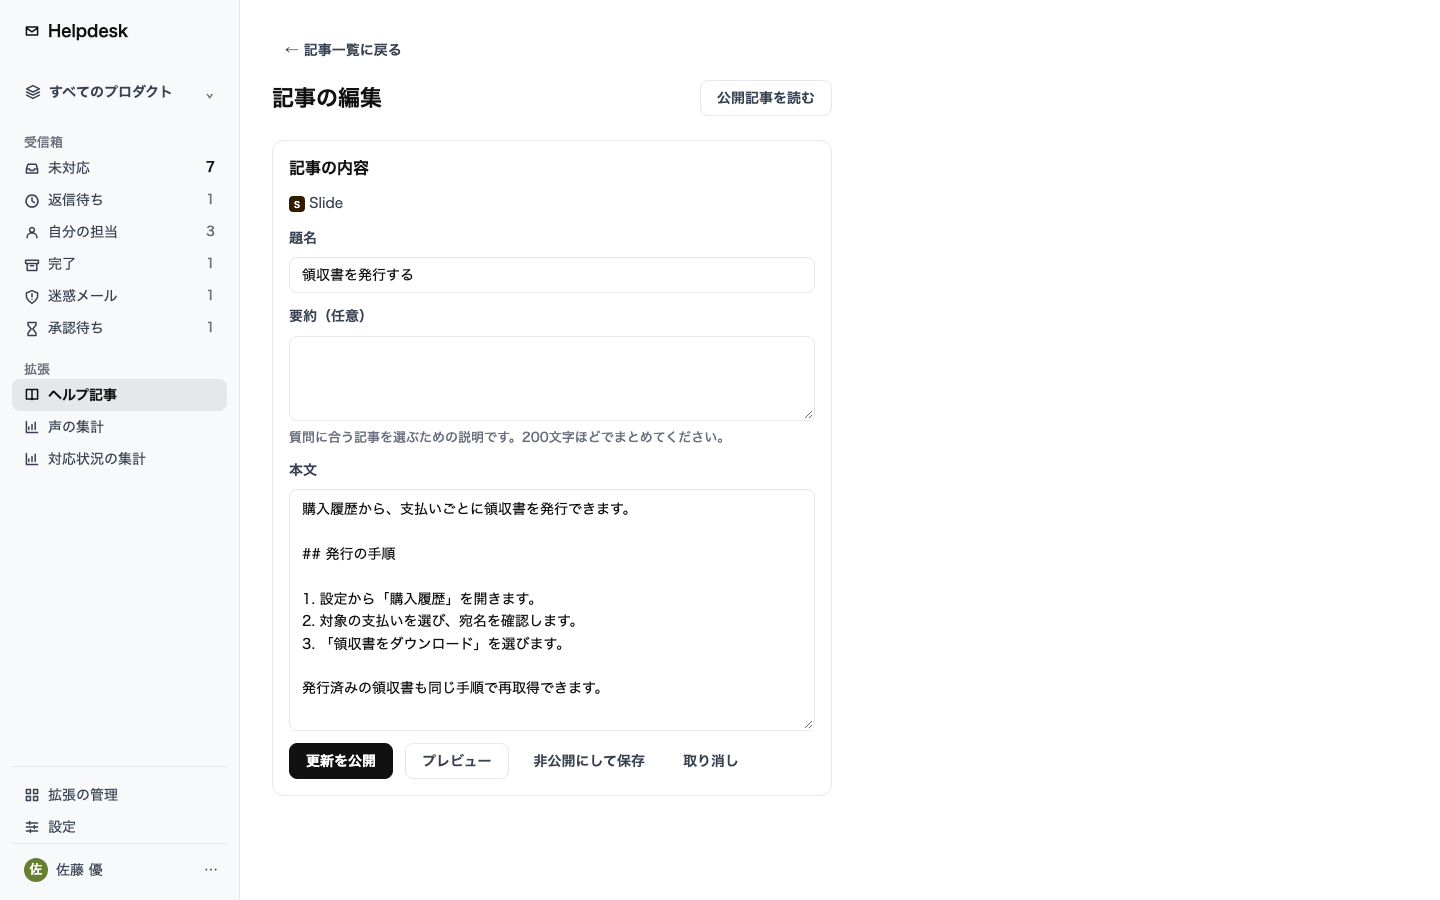 Helpdesk
すべてのプロダクト
受信箱
未対応 7
返信待ち 1
自分の担当 3
完了 1
迷惑メール 1
承認待ち 1
拡張
ヘルプ記事
声の集計
対応状況の集計
拡張の管理
設定
佐 佐藤 優 …
← 記事一覧に戻る
記事の編集
公開記事を読む
記事の内容
S Slide
題名
領収書を発行する
要約（任意）
質問に合う記事を選ぶための説明です。200文字ほどでまとめてください。
本文
購入履歴から、支払いごとに領収書を発行できます。
## 発行の手順
1. 設定から「購入履歴」を開きます。
2. 対象の支払いを選び、宛名を確認します。
3. 「領収書をダウンロード」を選びます。
発行済みの領収書も同じ手順で再取得できます。
更新を公開 プレビュー 非公開にして保存 取り消し